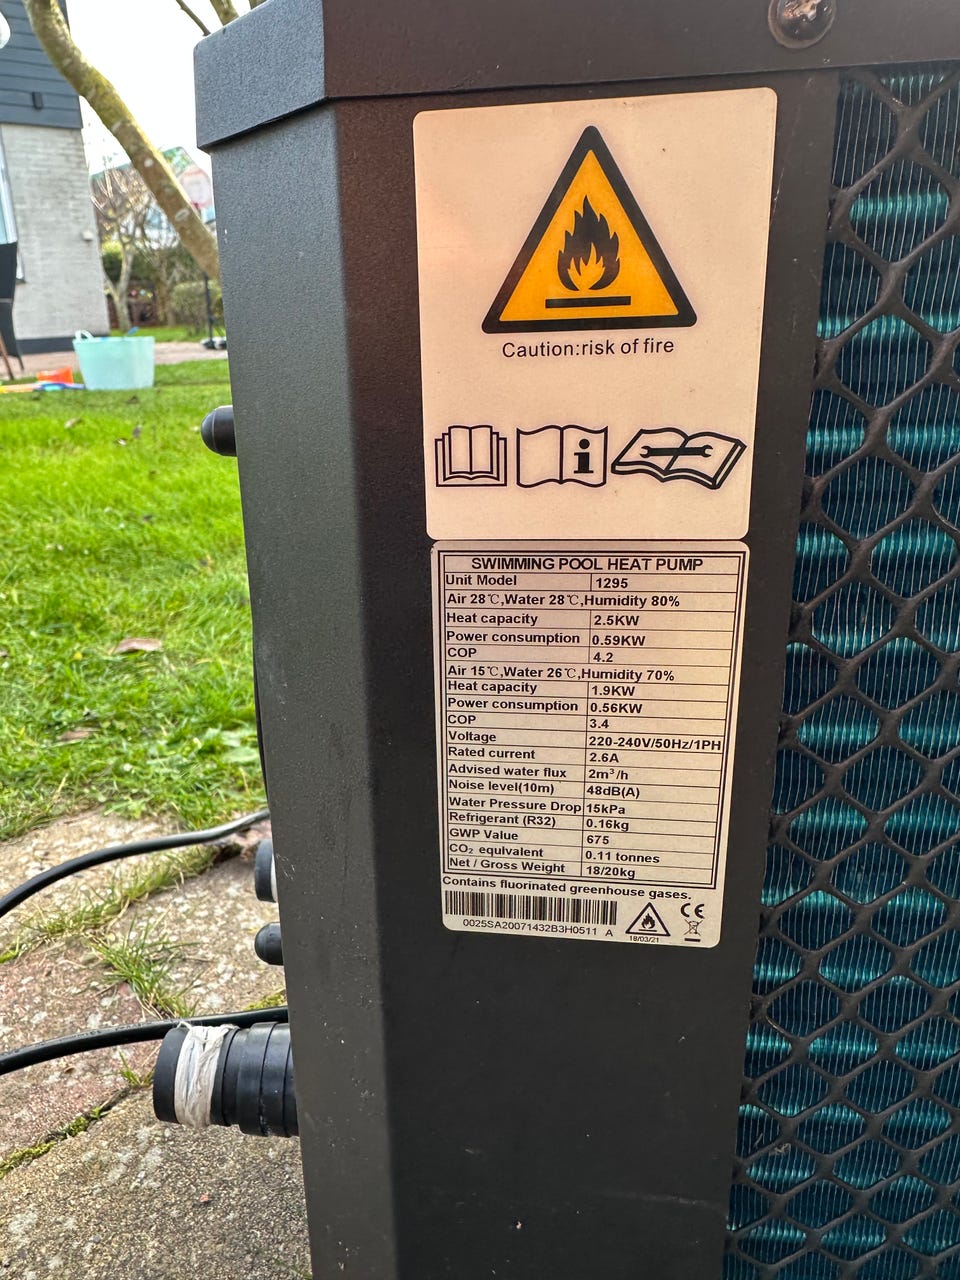 Caution:risk of fire
i
SWIMMING POOL HEAT PUMP
Unit Model 1295
Air 28℃,Water 28℃,Humidity 80%
Heat capacity 2.5KW
Power consumption 0.59KW
COP 4.2
Air 15℃,Water 26℃,Humidity 70%
Heat capacity 1.9KW
Power consumption 0.56KW
COP 3.4
Voltage 220-240V/50Hz/1PH
Rated current 2.6A
Advised water flux 2m³/h
Noise level(10m) 48dB(A)
Water Pressure Drop 15kPa
Refrigerant (R32) 0.16kg
GWP Value 675
CO₂ equivalent 0.11 tonnes
Net / Gross Weight 18/20kg
Contains fluorinated greenhouse gases.
0025SA20071432B3H0511 A
18/03/21
CE